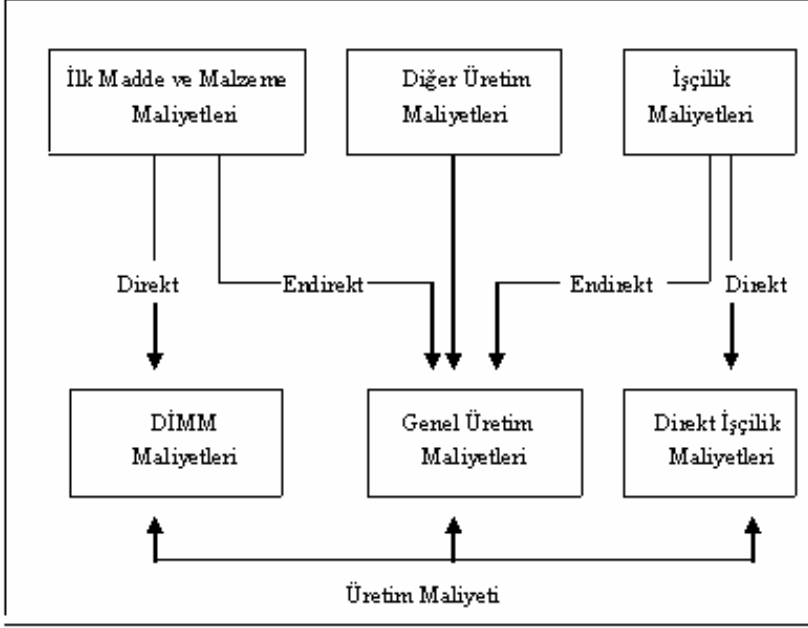 İlk Madde ve Malzeme
Maliyetleri
Diğer Üretim
Maliyetleri
İşçilik
Maliyetleri
Direkt
Endirekt
Endirekt
Direkt
DİMM
Maliyetleri
Genel Üretim
Maliyetleri
Direkt İşçilik
Maliyetleri
Üretim Maliyeti